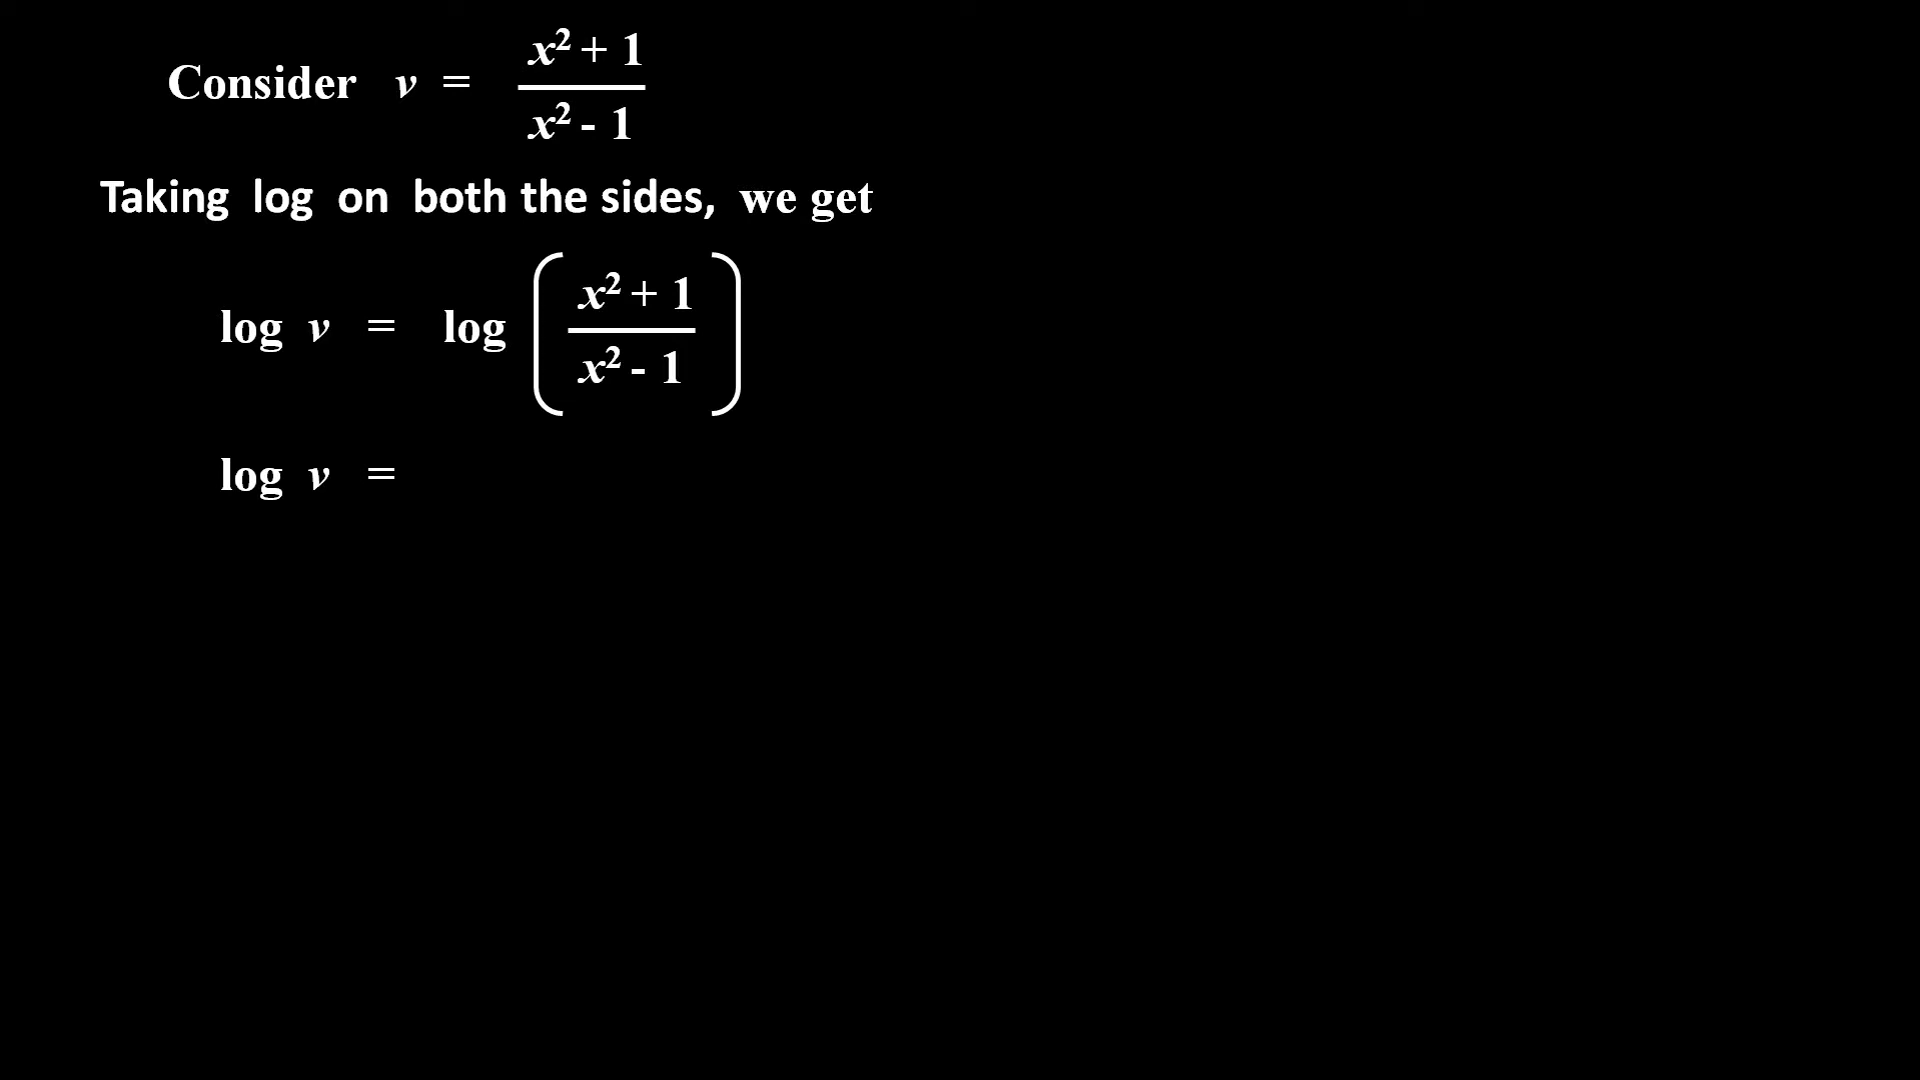 Consider v = x² + 1 / x² - 1
Taking log on both the sides, we get
log v = log ( x² + 1 / x² - 1 )
log v =